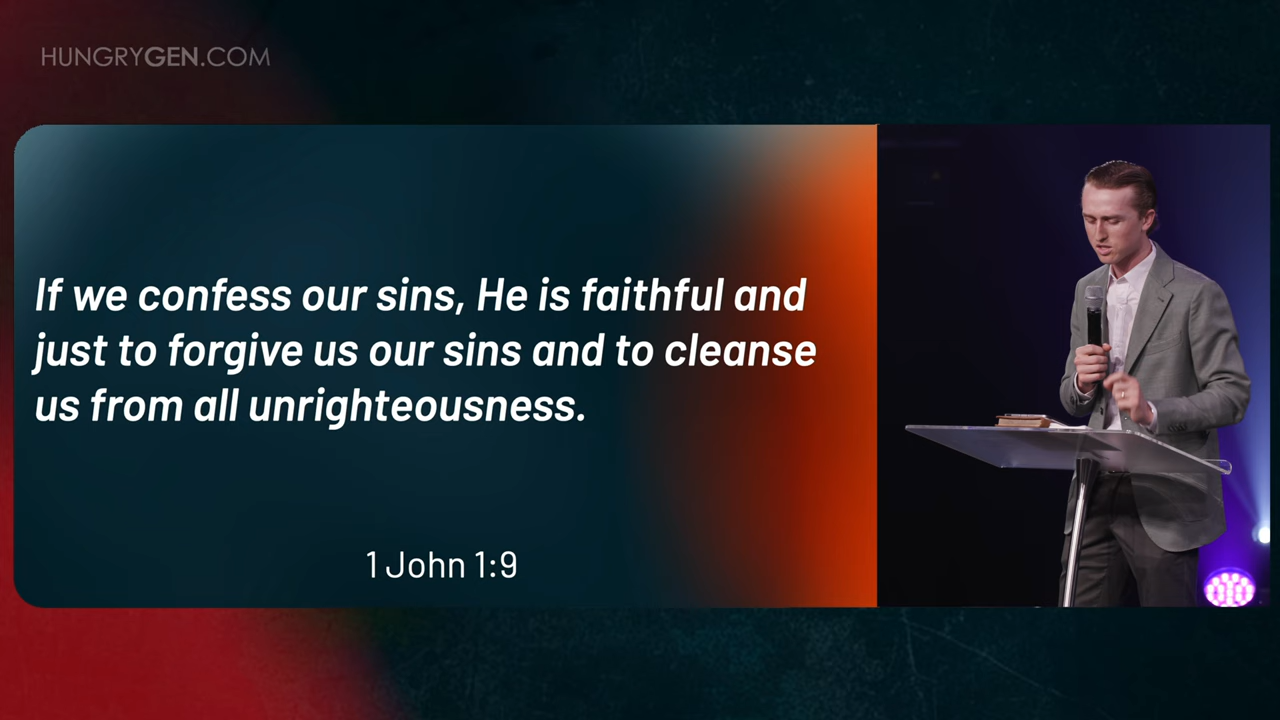 HUNGRYGEN.COM
If we confess our sins, He is faithful and
just to forgive us our sins and to cleanse
us from all unrighteousness.
1 John 1:9